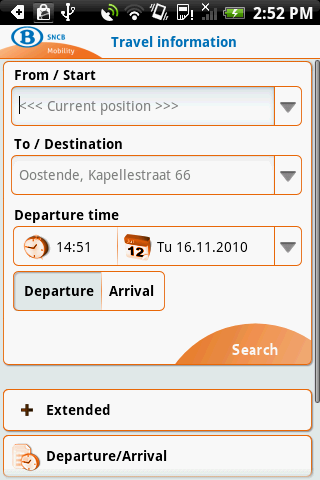 2:52 PM
B SNCB
Mobility
Travel information
From / Start
<<< Current position >>>
To / Destination
Oostende, Kapellestraat 66
Departure time
14:51
12
Tu 16.11.2010
Departure
Arrival
Search
+ Extended
Departure/Arrival